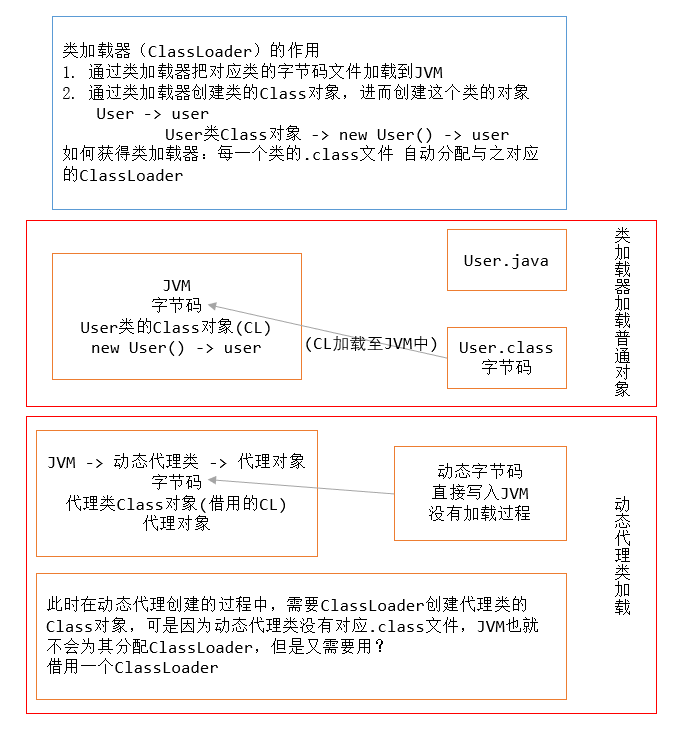 类加载器（ClassLoader）的作用
1. 通过类加载器把对应类的字节码文件加载到JVM
2. 通过类加载器创建类的Class对象，进而创建这个类的对象
User -> user
User类Class对象 -> new User() -> user
如何获得类加载器：每一个类的.class文件 自动分配与之对应
的ClassLoader
User.java
JVM
字节码
User类的Class对象(CL)
new User() -> user
(CL加载至JVM中)
User.class
字节码
类加载器加载普通对象
JVM -> 动态代理类 -> 代理对象
字节码
代理类Class对象(借用的CL)
代理对象
动态字节码
直接写入JVM
没有加载过程
动态代理类加载
此时在动态代理创建的过程中，需要ClassLoader创建代理类的
Class对象，可是因为动态代理类没有对应.class文件，JVM也就
不会为其分配ClassLoader，但是又需要用？
借用一个ClassLoader